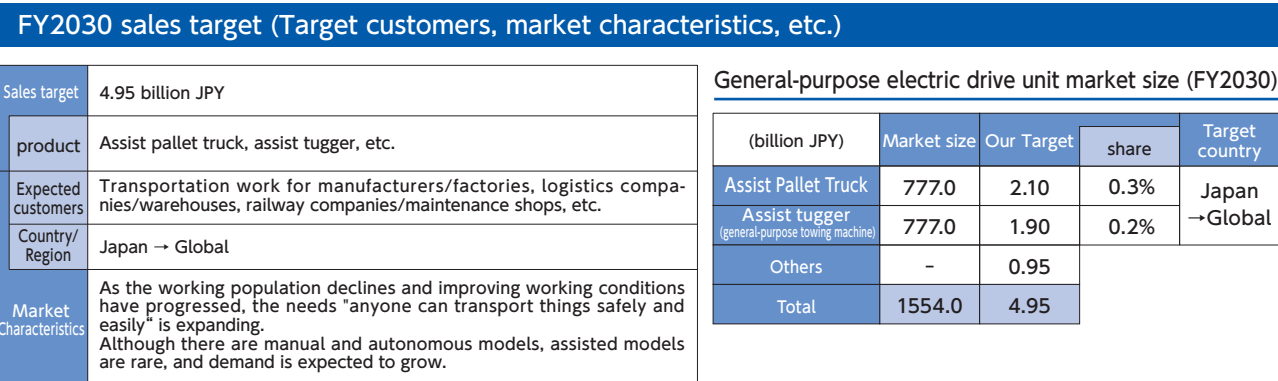 FY2030 sales target (Target customers, market characteristics, etc.)
Sales target
4.95 billion JPY
product
Assist pallet truck, assist tugger, etc.
Expected
customers
Transportation work for manufacturers/factories, logistics compa-
nies/warehouses, railway companies/maintenance shops, etc.
Country/
Region
Japan → Global
Market
Characteristics
As the working population declines and improving working conditions
have progressed, the needs "anyone can transport things safely and
easily“ is expanding.
Although there are manual and autonomous models, assisted models
are rare, and demand is expected to grow.
General-purpose electric drive unit market size (FY2030)
(billion JPY) Market size Our Target share Target
country
Assist Pallet Truck 777.0 2.10 0.3% Japan
→Global
Assist tugger
(general-purpose towing machine)
777.0 1.90 0.2%
Others - 0.95
Total 1554.0 4.95